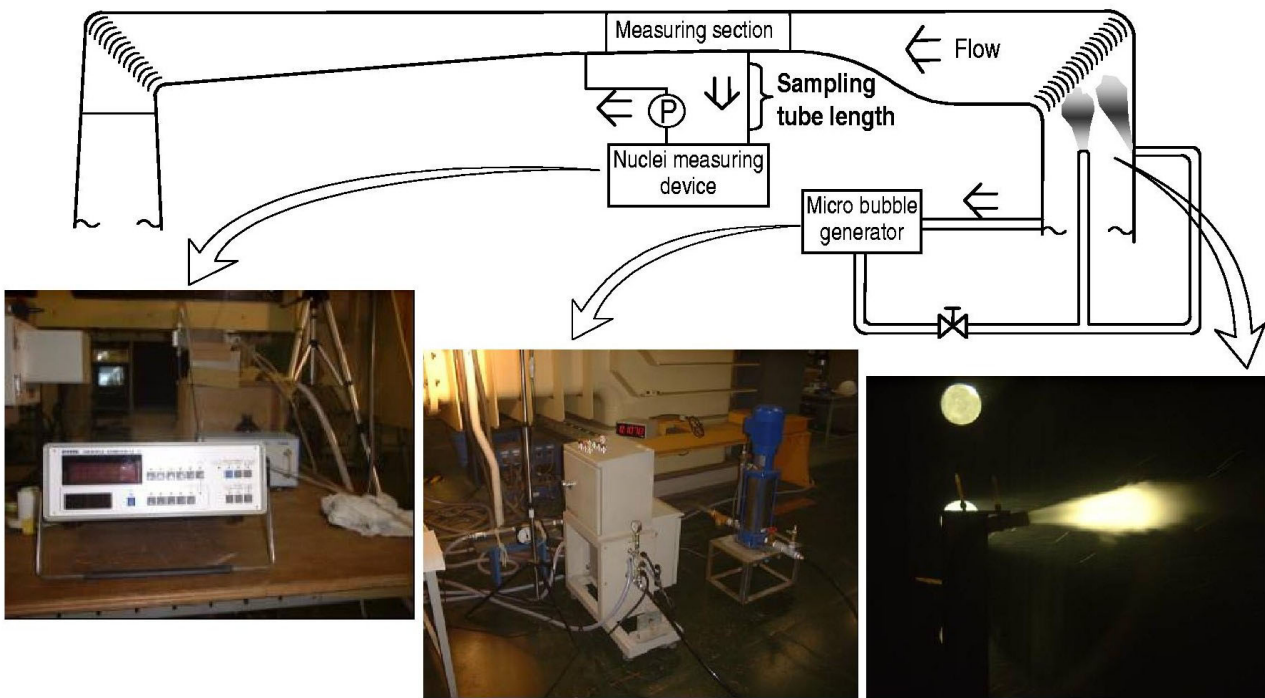 Measuring section
Flow
Sampling
tube length
P
Nuclei measuring
device
Micro bubble
generator